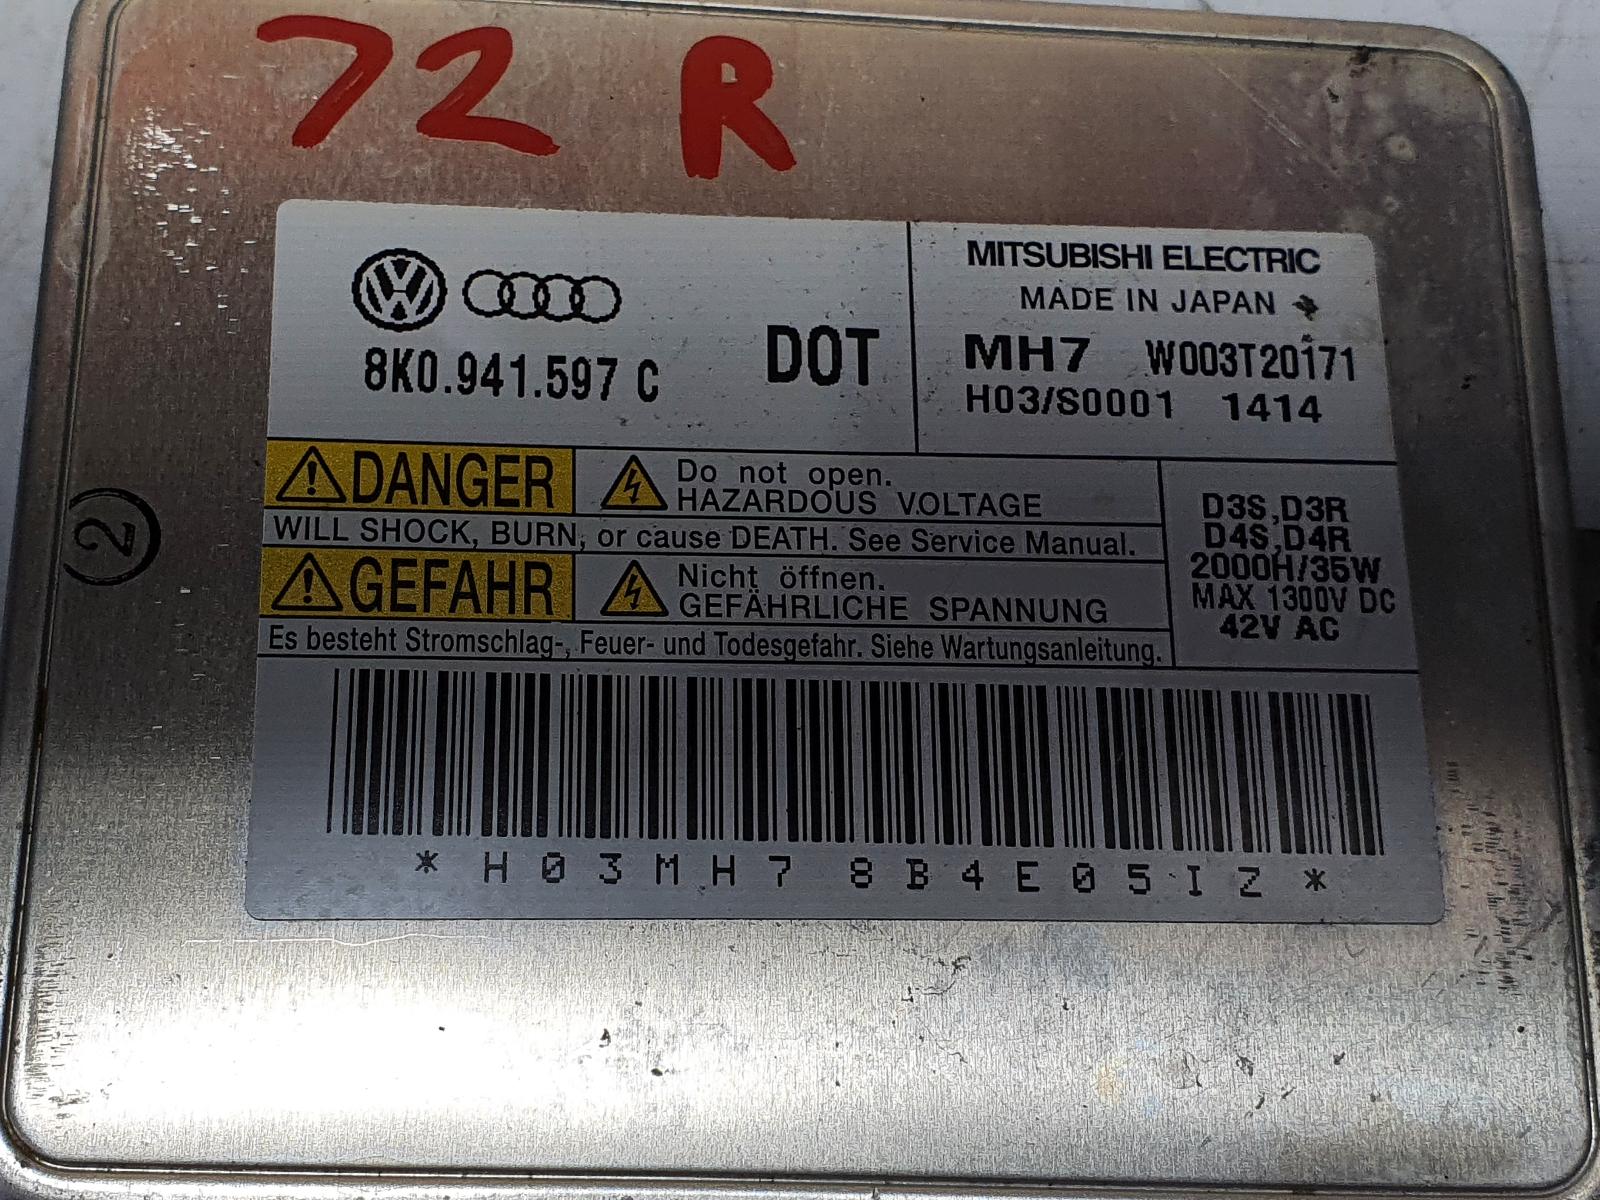 72 R
8K0.941.597 C
DOT
MITSUBISHI ELECTRIC
MADE IN JAPAN
MH7 W003T20171
H03/S0001 1414
DANGER
Do not open.
HAZARDOUS VOLTAGE
WILL SHOCK, BURN, or cause DEATH. See Service Manual.
GEFAHR
Nicht öffnen.
GEFÄHRLICHE SPANNUNG
Es besteht Stromschlag-, Feuer- und Todesgefahr. Siehe Wartungsanleitung.
D3S,D3R
D4S,D4R
2000H/35W
MAX 1300V DC
42V AC
2
*H03MH78B4E05IZ*